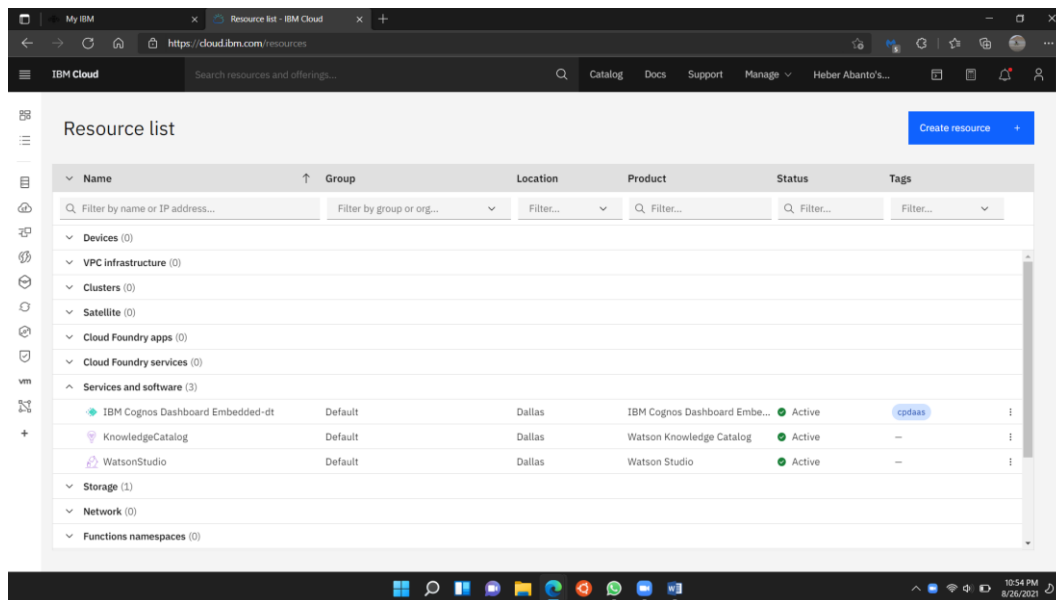 My IBM
Resource list - IBM Cloud
https://cloud.ibm.com/resources
IBM Cloud
Search resources and offerings...
Catalog
Docs
Support
Manage
Heber Abanto's...
Resource list
Create resource +
Name Group Location Product Status Tags
Filter by name or IP address... Filter by group or org... Filter... Filter... Filter... Filter...
Devices (0)
VPC infrastructure (0)
Clusters (0)
Satellite (0)
Cloud Foundry apps (0)
Cloud Foundry services (0)
vm
Services and software (3)
IBM Cognos Dashboard Embedded-dt Default Dallas IBM Cognos Dashboard Embe... Active cpdaas
KnowledgeCatalog Default Dallas Watson Knowledge Catalog Active –
WatsonStudio Default Dallas Watson Studio Active –
Storage (1)
Network (0)
Functions namespaces (0)
10:54 PM
8/26/2021